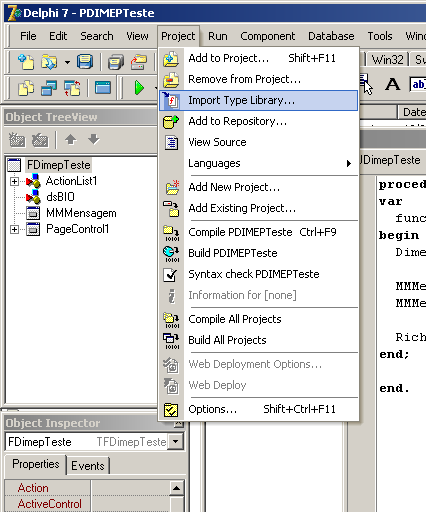 Delphi 7 - PDIMEPTeste
File Edit Search View Project Run Component Database Tools
Add to Project... Shift+F11
Remove from Project...
Import Type Library...
Add to Repository...
View Source
Languages
Add New Project...
Add Existing Project...
Compile PDIMEPTeste Ctrl+F9
Build PDIMEPTeste
Syntax check PDIMEPTeste
Information for [none]
Compile All Projects
Build All Projects
Web Deployment Options...
Web Deploy
Options... Shift+Ctrl+F11
Win32
A
Date
Object TreeView
FDimepTeste
ActionList1
dsBIO
MMMensagem
PageControl1
DimepTeste
proced
var
func
begin
Dime
MMMe
MMMe
Rich
end;
end.
Object Inspector
FDimepTeste TFDimepTeste
Properties Events
Action
ActiveControl